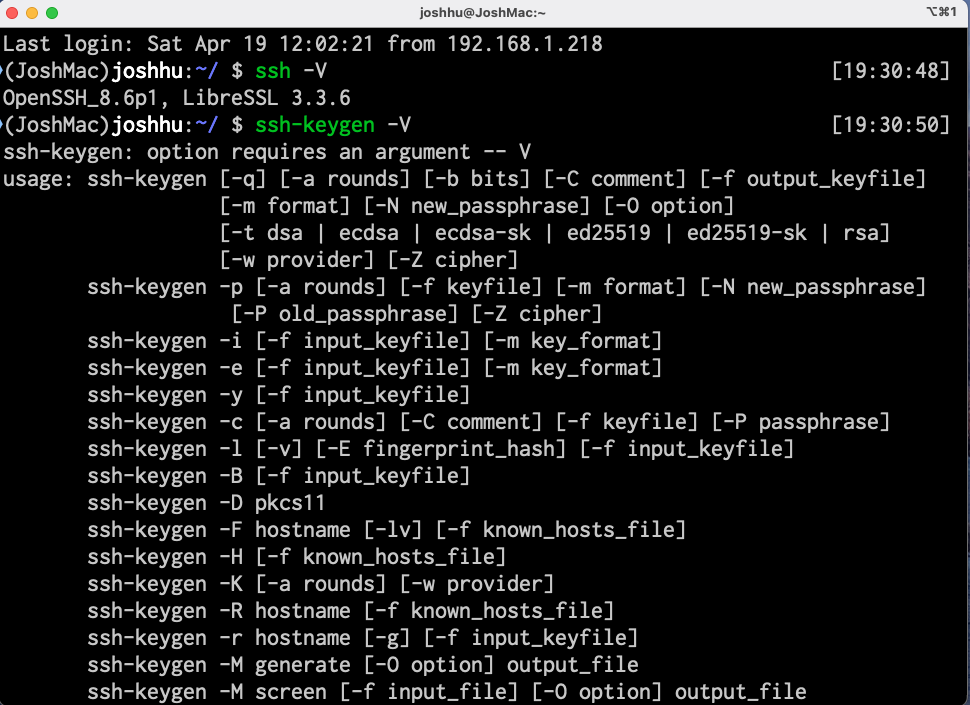 joshhu@JoshMac:~
⌥⌘1
Last login: Sat Apr 19 12:02:21 from 192.168.1.218
(JoshMac)joshhu:~/ $ ssh -V [19:30:48]
OpenSSH_8.6p1, LibreSSL 3.3.6
(JoshMac)joshhu:~/ $ ssh-keygen -V [19:30:50]
ssh-keygen: option requires an argument -- V
usage: ssh-keygen [-q] [-a rounds] [-b bits] [-C comment] [-f output_keyfile]
                  [-m format] [-N new_passphrase] [-O option]
                  [-t dsa | ecdsa | ecdsa-sk | ed25519 | ed25519-sk | rsa]
                  [-w provider] [-Z cipher]
       ssh-keygen -p [-a rounds] [-f keyfile] [-m format] [-N new_passphrase]
                   [-P old_passphrase] [-Z cipher]
       ssh-keygen -i [-f input_keyfile] [-m key_format]
       ssh-keygen -e [-f input_keyfile] [-m key_format]
       ssh-keygen -y [-f input_keyfile]
       ssh-keygen -c [-a rounds] [-C comment] [-f keyfile] [-P passphrase]
       ssh-keygen -l [-v] [-E fingerprint_hash] [-f input_keyfile]
       ssh-keygen -B [-f input_keyfile]
       ssh-keygen -D pkcs11
       ssh-keygen -F hostname [-lv] [-f known_hosts_file]
       ssh-keygen -H [-f known_hosts_file]
       ssh-keygen -K [-a rounds] [-w provider]
       ssh-keygen -R hostname [-f known_hosts_file]
       ssh-keygen -r hostname [-g] [-f input_keyfile]
       ssh-keygen -M generate [-O option] output_file
       ssh-keygen -M screen [-f input_file] [-O option] output_file